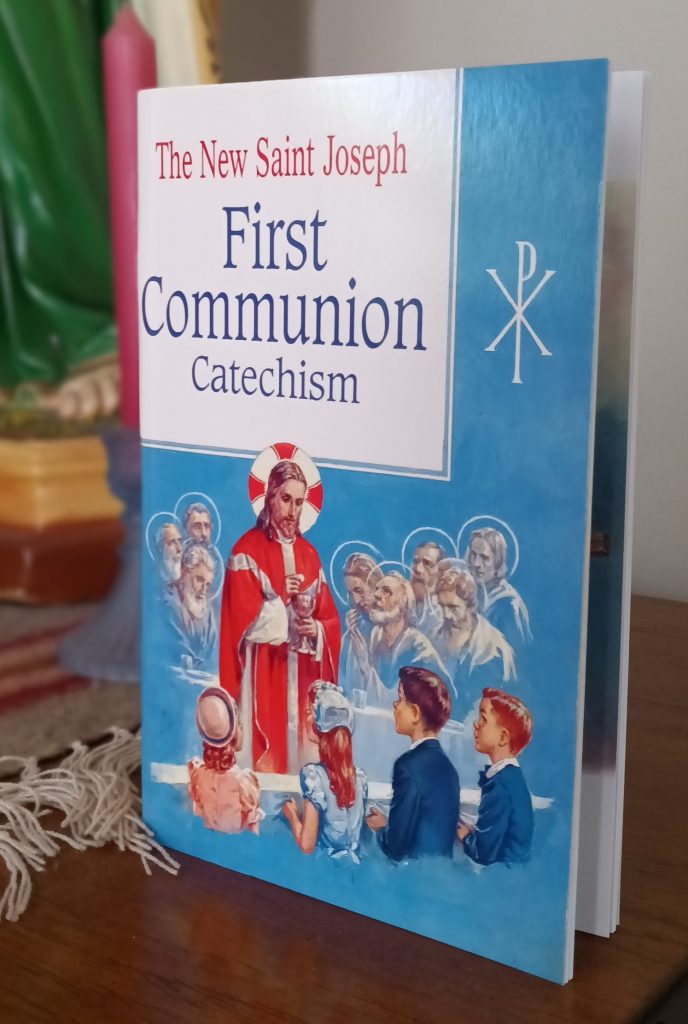 The New Saint Joseph
First
Communion
Catechism